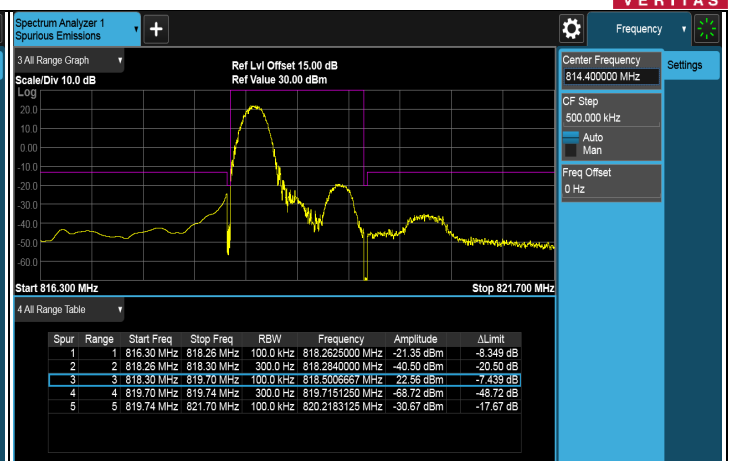 VERITAS
Spectrum Analyzer 1
Spurious Emissions
Frequency
3 All Range Graph
Ref Lvl Offset 15.00 dB
Scale/Div 10.0 dB
Ref Value 30.00 dBm
Log
20.0
10.0
0.00
-10.0
-20.0
-30.0
-40.0
-50.0
-60.0
Start 816.300 MHz
Stop 821.700 MHz
4 All Range Table
Spur Range Start Freq Stop Freq RBW Frequency Amplitude ΔLimit
1 1 816.30 MHz 818.26 MHz 100.0 kHz 818.2625000 MHz -21.35 dBm -8.349 dB
2 2 818.26 MHz 818.30 MHz 300.0 Hz 818.2840000 MHz -40.50 dBm -20.50 dB
3 3 818.30 MHz 819.70 MHz 100.0 kHz 818.5006667 MHz 22.56 dBm -7.439 dB
4 4 819.70 MHz 819.74 MHz 300.0 Hz 819.7151250 MHz -68.72 dBm -48.72 dB
5 5 819.74 MHz 821.70 MHz 100.0 kHz 820.2183125 MHz -30.67 dBm -17.67 dB
Center Frequency
814.400000 MHz
Settings
CF Step
500.000 kHz
Auto
Man
Freq Offset
0 Hz